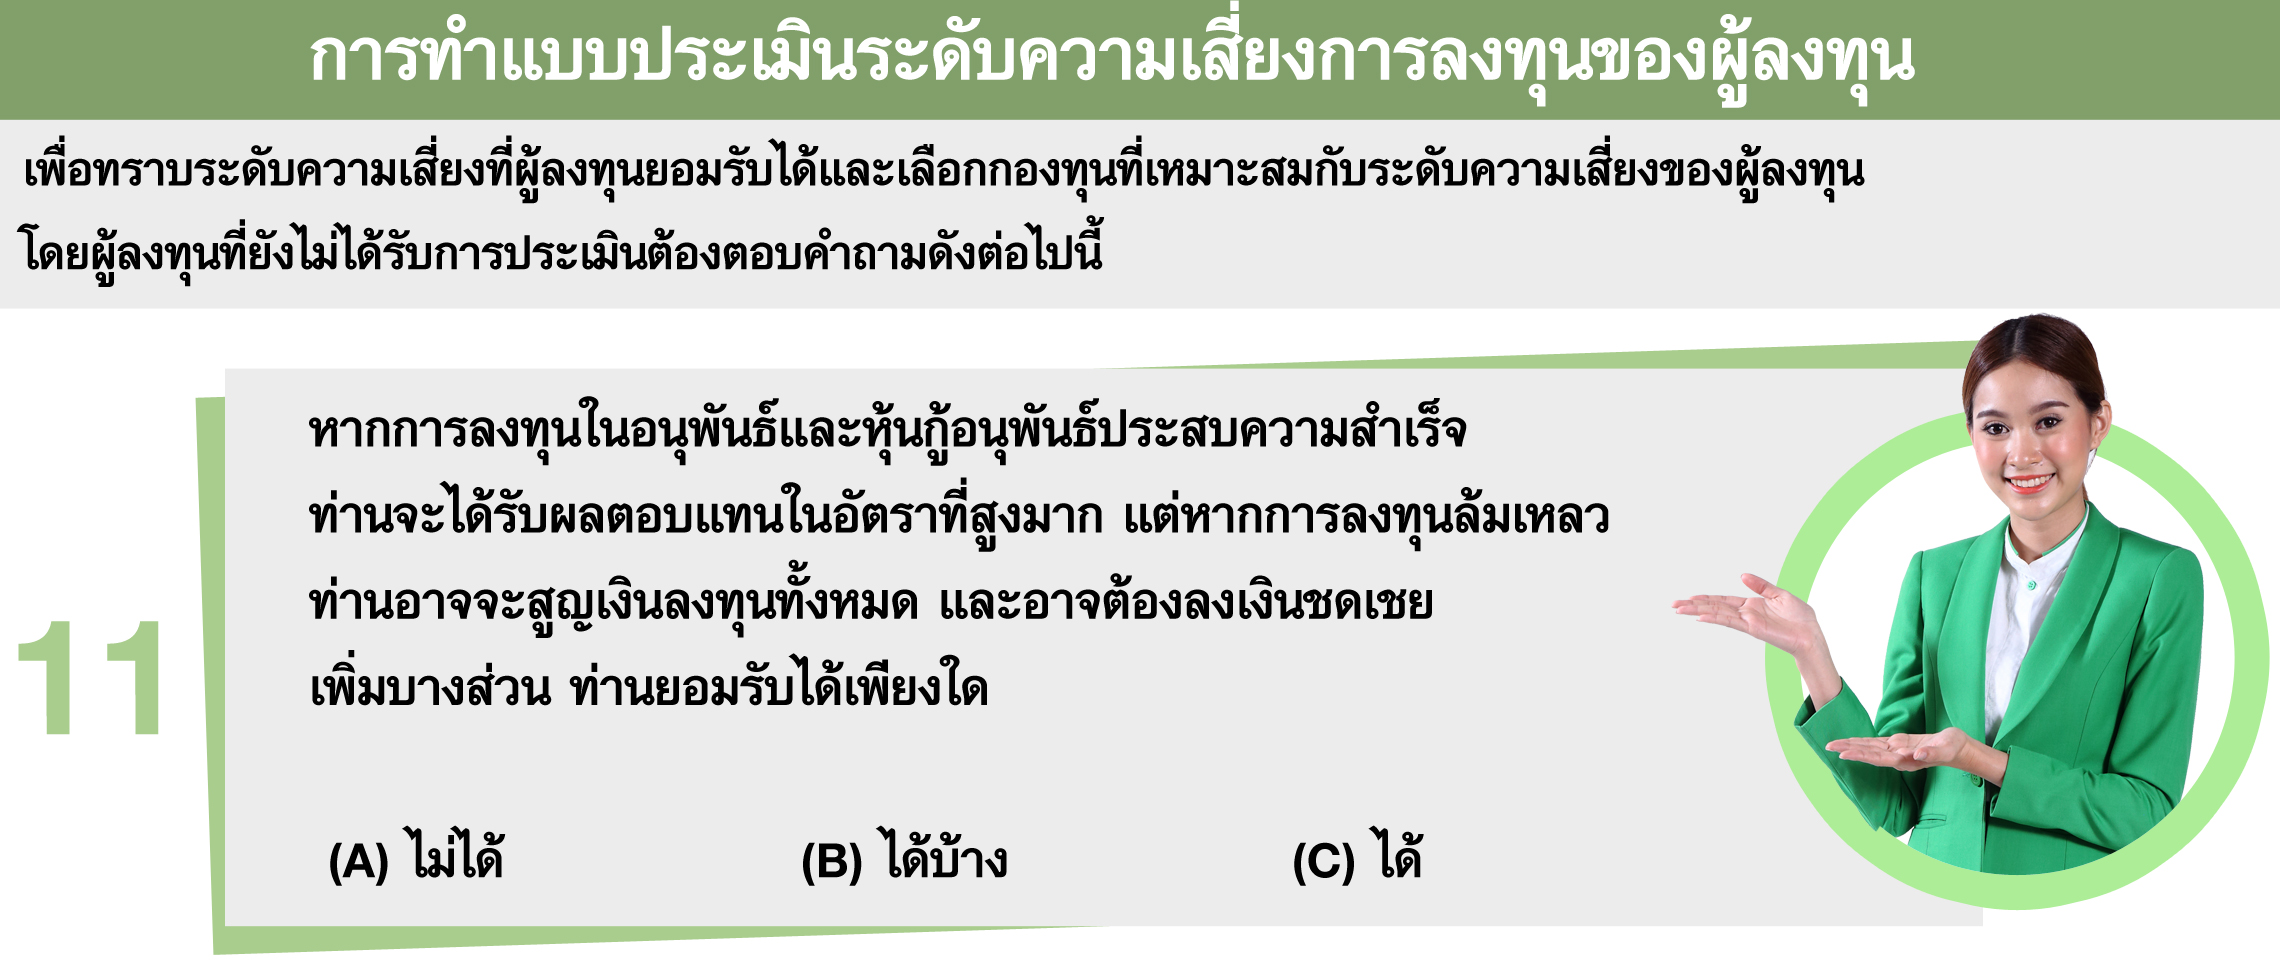 การทำแบบประเมินระดับความเสี่ยงการลงทุนของผู้ลงทุน
เพื่อทราบระดับความเสี่ยงที่ผู้ลงทุนยอมรับได้และเลือกกองทุนที่เหมาะสมกับระดับความเสี่ยงของผู้ลงทุน
โดยผู้ลงทุนที่ยังไม่ได้รับการประเมินต้องตอบคำถามดังต่อไปนี้
11
หากการลงทุนในอนุพันธ์และหุ้นกู้อนุพันธ์ประสบความสำเร็จ
ท่านจะได้รับผลตอบแทนในอัตราที่สูงมาก แต่หากการลงทุนล้มเหลว
ท่านอาจจะสูญเงินลงทุนทั้งหมด และอาจต้องลงเงินชดเชย
เพิ่มบางส่วน ท่านยอมรับได้เพียงใด
(A) ไม่ได้ (B) ได้บ้าง (C) ได้